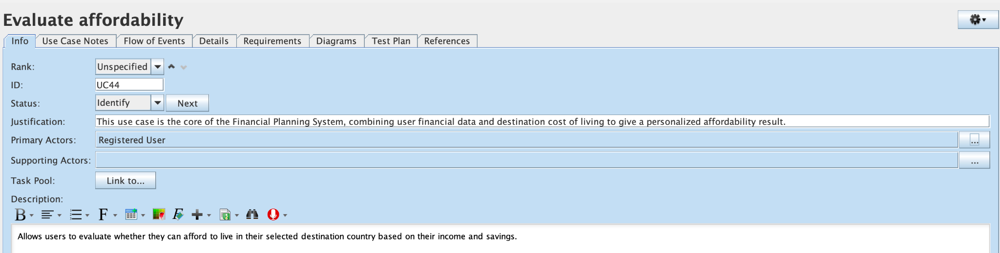 Evaluate affordability
Info Use Case Notes Flow of Events Details Requirements Diagrams Test Plan References
Rank: Unspecified
ID: UC44
Status: Identify Next
Justification: This use case is the core of the Financial Planning System, combining user financial data and destination cost of living to give a personalized affordability result.
Primary Actors: Registered User ...
Supporting Actors: ...
Task Pool: Link to...
Description:
B F F
Allows users to evaluate whether they can afford to live in their selected destination country based on their income and savings.